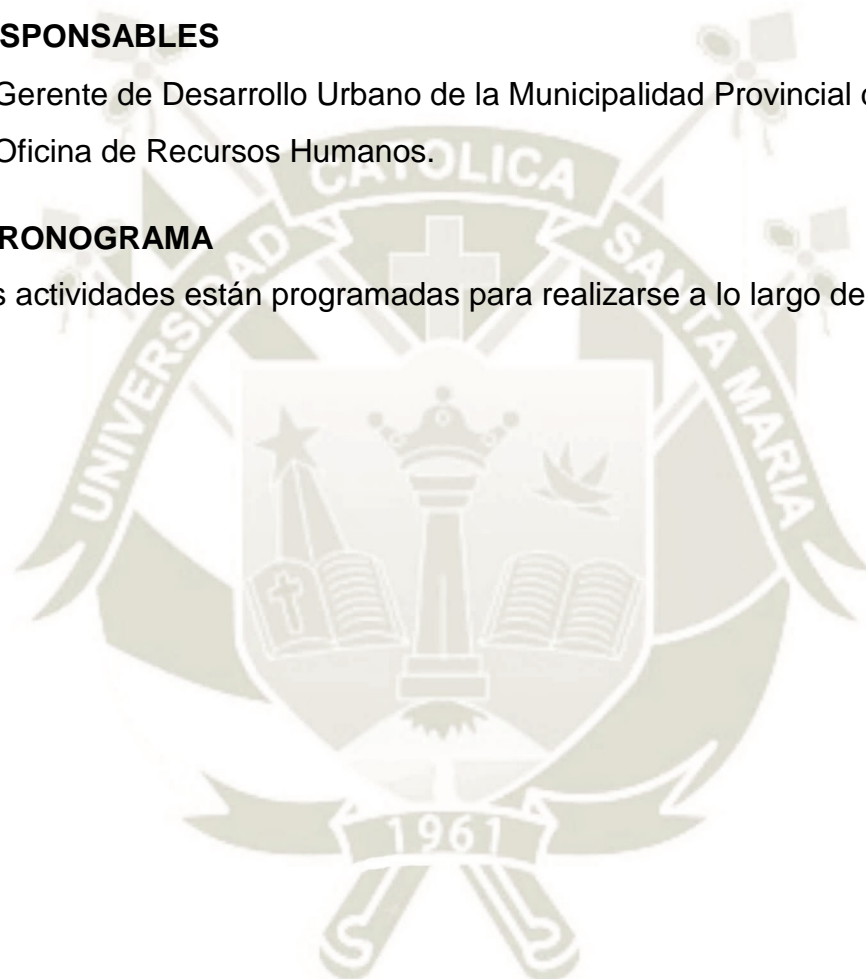 SPONSABLES
Gerente de Desarrollo Urbano de la Municipalidad Provincial
Oficina de Recursos Humanos.
RONOGRAMA
s actividades están programadas para realizarse a lo largo de
UNIVERSIDAD CATOLICA SANTA MARIA
1961